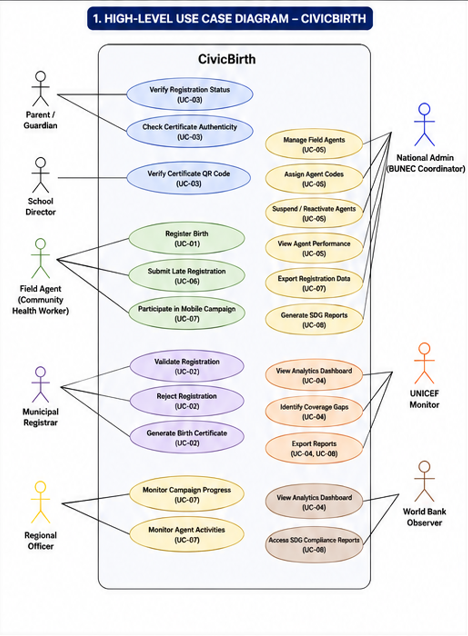 1. HIGH-LEVEL USE CASE DIAGRAM – CIVICBIRTH
CivicBirth
Parent /
Guardian
Verify Registration Status
(UC-03)
Check Certificate Authenticity
(UC-03)
School
Director
Verify Certificate QR Code
(UC-03)
Field Agent
(Community
Health Worker)
Register Birth
(UC-01)
Submit Late Registration
(UC-06)
Participate in Mobile Campaign
(UC-07)
Municipal
Registrar
Validate Registration
(UC-02)
Reject Registration
(UC-02)
Generate Birth Certificate
(UC-02)
Regional
Officer
Monitor Campaign Progress
(UC-07)
Monitor Agent Activities
(UC-07)
National Admin
(BUNEC Coordinator)
Manage Field Agents
(UC-05)
Assign Agent Codes
(UC-05)
Suspend / Reactivate Agents
(UC-05)
View Agent Performance
(UC-05)
Export Registration Data
(UC-07)
Generate SDG Reports
(UC-08)
UNICEF
Monitor
View Analytics Dashboard
(UC-04)
Identify Coverage Gaps
(UC-04)
Export Reports
(UC-04, UC-08)
World Bank
Observer
View Analytics Dashboard
(UC-04)
Access SDG Compliance Reports
(UC-08)